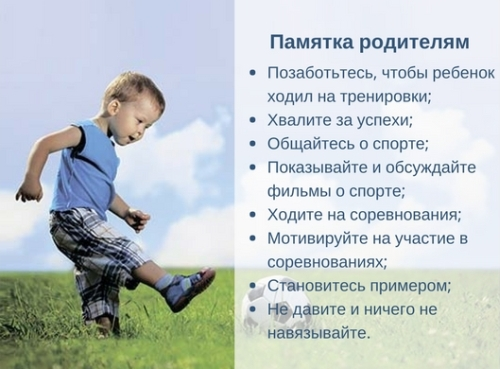 Памятка родителям
• Позаботьтесь, чтобы ребенок
ходил на тренировки;
• Хвалите за успехи;
• Общайтесь о спорте;
• Показывайте и обсуждайте
фильмы о спорте;
• Ходите на соревнования;
• Мотивируйте на участие в
соревнованиях;
• Становитесь примером;
• Не давите и ничего не
навязывайте.